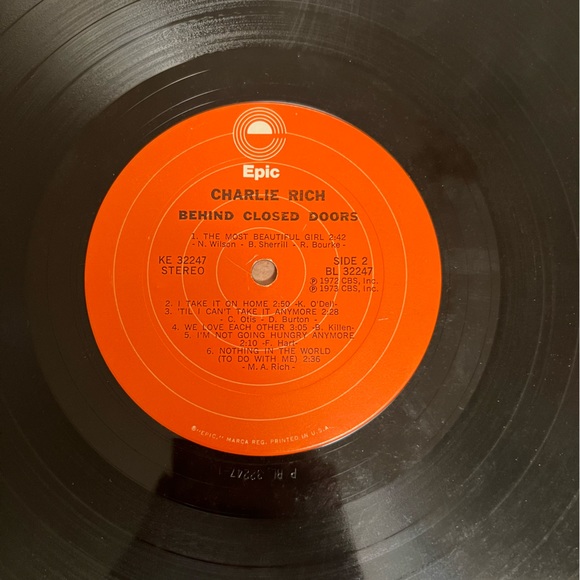 Epic
CHARLIE RICH
BEHIND CLOSED DOORS
1. THE MOST BEAUTIFUL GIRL 2:42
- N. Wilson - B. Sherrill - R. Bourke -
KE 32247
STEREO
SIDE 2
BL 32247
Ⓟ 1972 CBS, Inc.
Ⓟ 1973 CBS, Inc.
2. I TAKE IT ON HOME 2:50 -K. O'Dell-
3. 'TIL I CAN'T TAKE IT ANYMORE 2:28
- C. Otis - D. Burton -
4. WE LOVE EACH OTHER 3:05 -B. Killen-
5. I'M NOT GOING HUNGRY ANYMORE
2:10 -F. Hart-
6. NOTHING IN THE WORLD
(TO DO WITH ME) 2:36
- M. A. Rich -
®-EPIC,- MARCA REG. PRINTED IN U.S.A.
P BL 32247